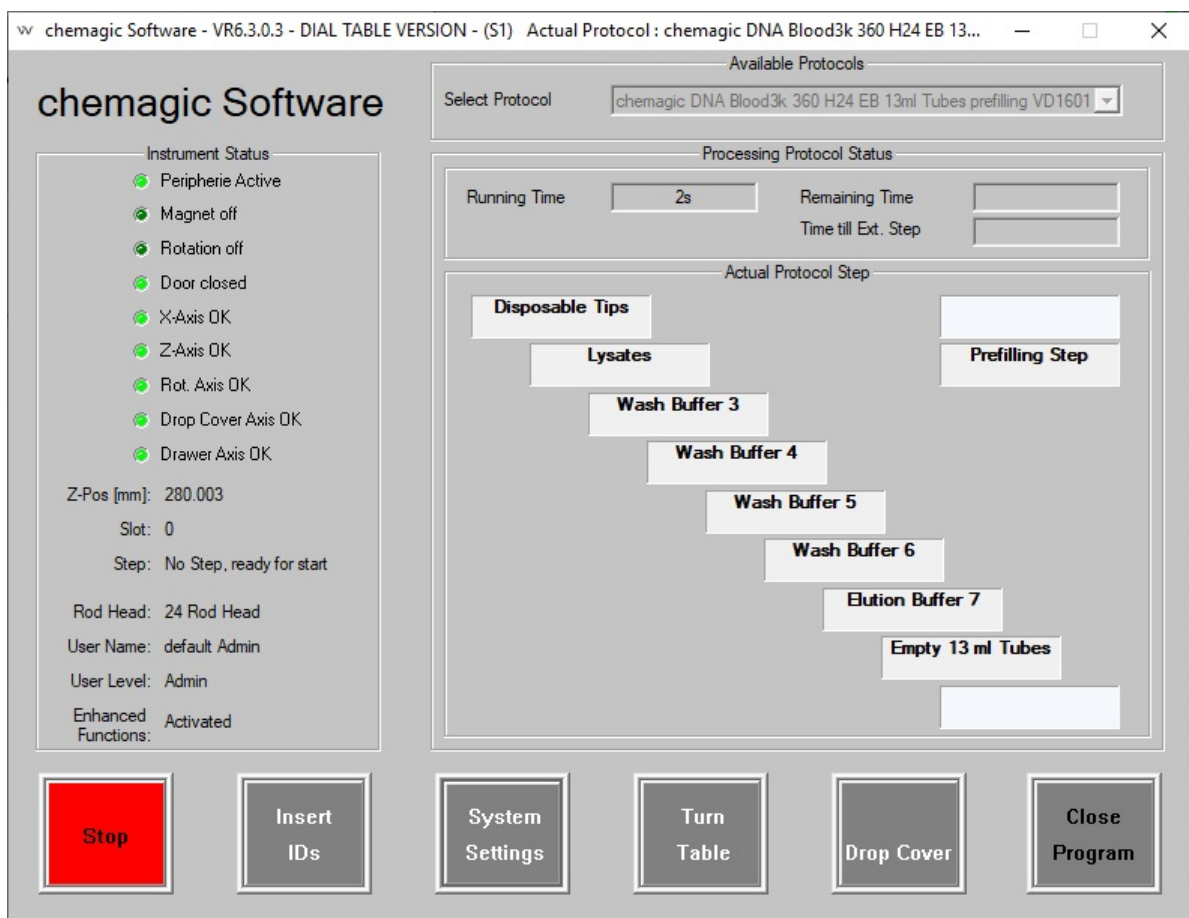 chemagic Software - VR6.3.0.3 - DIAL TABLE VERSION - (S1) Actual Protocol : chemagic DNA Blood3k 360 H24 EB 13...
chemagic Software
Available Protocols
Select Protocol
chemagic DNA Blood3k 360 H24 EB 13ml Tubes prefilling VD1601
Instrument Status
Peripherie Active
Magnet off
Rotation off
Door closed
X-Axis OK
Z-Axis OK
Rot. Axis OK
Drop Cover Axis OK
Drawer Axis OK
Z-Pos [mm]: 280.003
Slot: 0
Step: No Step, ready for start
Rod Head: 24 Rod Head
User Name: default Admin
User Level: Admin
Enhanced
Functions: Activated
Processing Protocol Status
Running Time 2s
Remaining Time
Time till Ext. Step
Actual Protocol Step
Disposable Tips
Lysates
Prefilling Step
Wash Buffer 3
Wash Buffer 4
Wash Buffer 5
Wash Buffer 6
Elution Buffer 7
Empty 13 ml Tubes
Stop
Insert
IDs
System
Settings
Turn
Table
Drop Cover
Close
Program